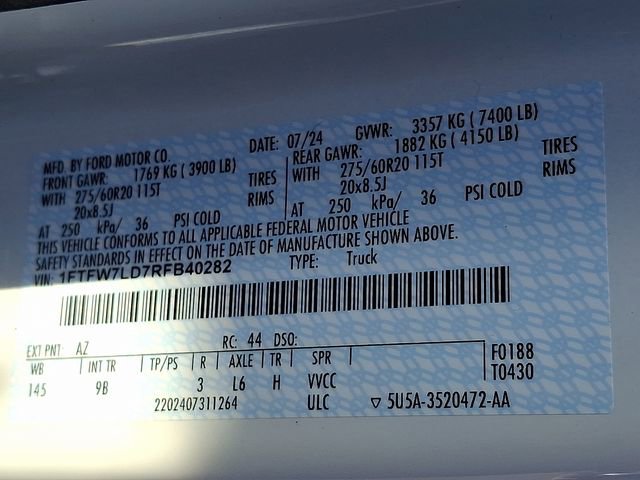 MFD. BY FORD MOTOR CO.
DATE: 07/24 GVWR: 3357 KG ( 7400 LB)
FRONT GAWR: 1769 KG ( 3900 LB)
REAR GAWR: 1882 KG ( 4150 LB)
WITH 275/60R20 115T TIRES
WITH 275/60R20 115T TIRES
20x8.5J RIMS
20x8.5J RIMS
AT 250 kPa/ 36 PSI COLD
AT 250 kPa/ 36 PSI COLD
THIS VEHICLE CONFORMS TO ALL APPLICABLE FEDERAL MOTOR VEHICLE
SAFETY STANDARDS IN EFFECT ON THE DATE OF MANUFACTURE SHOWN ABOVE.
VIN: 1FTFW7LD7RFB40282
TYPE: Truck
EXT PNT: AZ RC: 44 DSO:
WB INT TR TP/PS R AXLE TR SPR F0188
145 9B 3 L6 H VVCC T0430
2202407311264 ULC ▽ 5U5A-3520472-AA